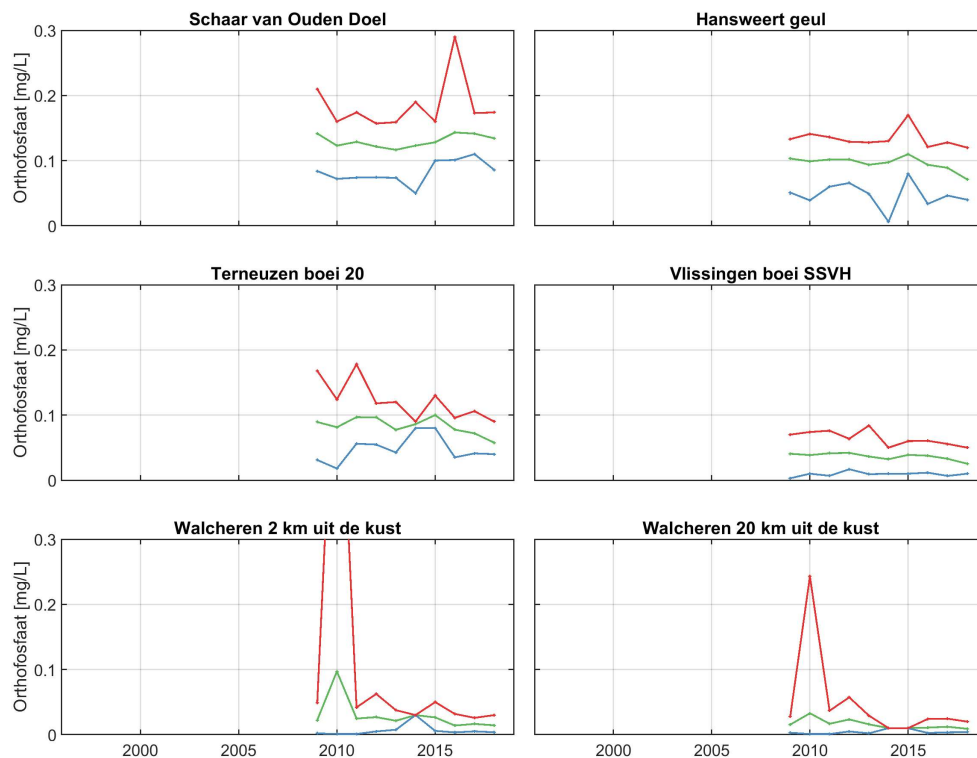 Schaar van Ouden Doel
Hansweert geul
0.3
0.2
0.1
0
Orthofosfaat [mg/L]
Terneuzen boei 20
Vlissingen boei SSVH
0.3
0.2
0.1
0
Orthofosfaat [mg/L]
Walcheren 2 km uit de kust
Walcheren 20 km uit de kust
0.3
0.2
0.1
0
Orthofosfaat [mg/L]
2000 2005 2010 2015
2000 2005 2010 2015